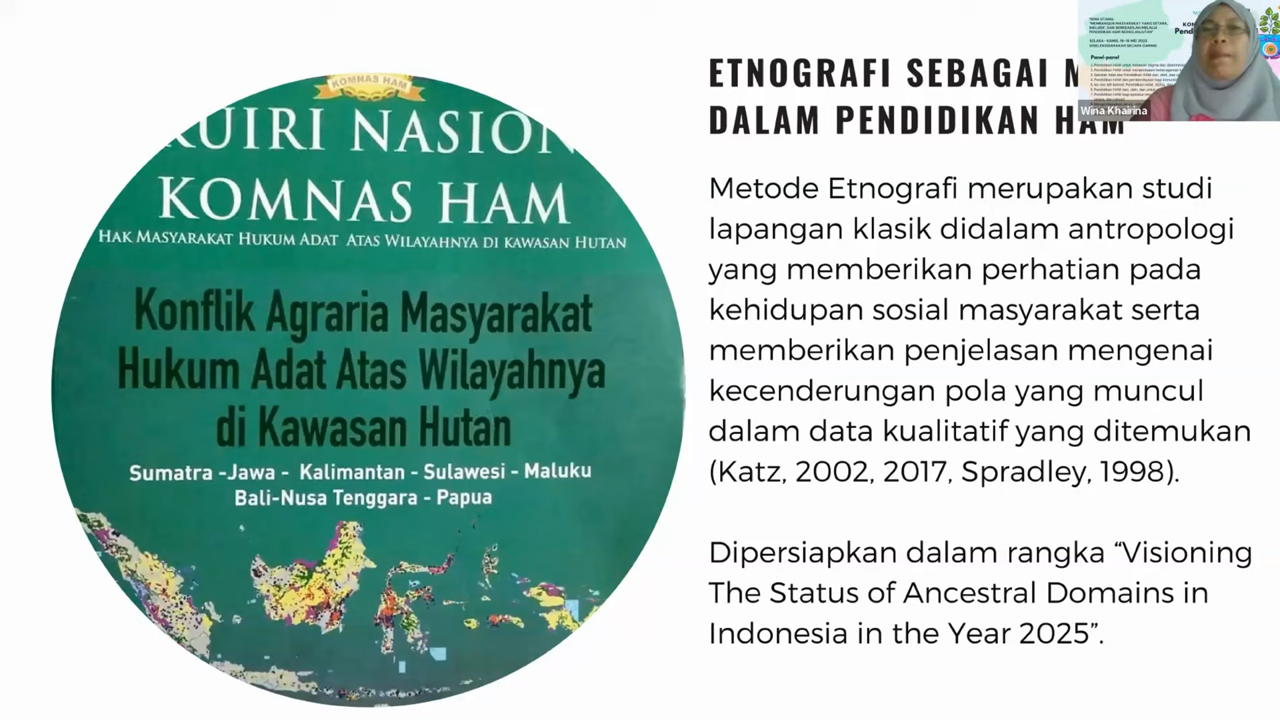 KOMNAS HAM
KUIRI NASION
KOMNAS HAM
HAK MASYARAKAT HUKUM ADAT ATAS WILAYAHNYA DI KAWASAN HUTAN
Konflik Agraria Masyarakat
Hukum Adat Atas Wilayahnya
di Kawasan Hutan
Sumatra -Jawa - Kalimantan - Sulawesi - Maluku
Bali-Nusa Tenggara - Papua
ETNOGRAFI SEBAGAI
DALAM PENDIDIKAN HAM
Metode Etnografi merupakan studi
lapangan klasik didalam antropologi
yang memberikan perhatian pada
kehidupan sosial masyarakat serta
memberikan penjelasan mengenai
kecenderungan pola yang muncul
dalam data kualitatif yang ditemukan
(Katz, 2002, 2017, Spradley, 1998).
Dipersiapkan dalam rangka “Visioning
The Status of Ancestral Domains in
Indonesia in the Year 2025”.
Panel-panel
Wina Khairina